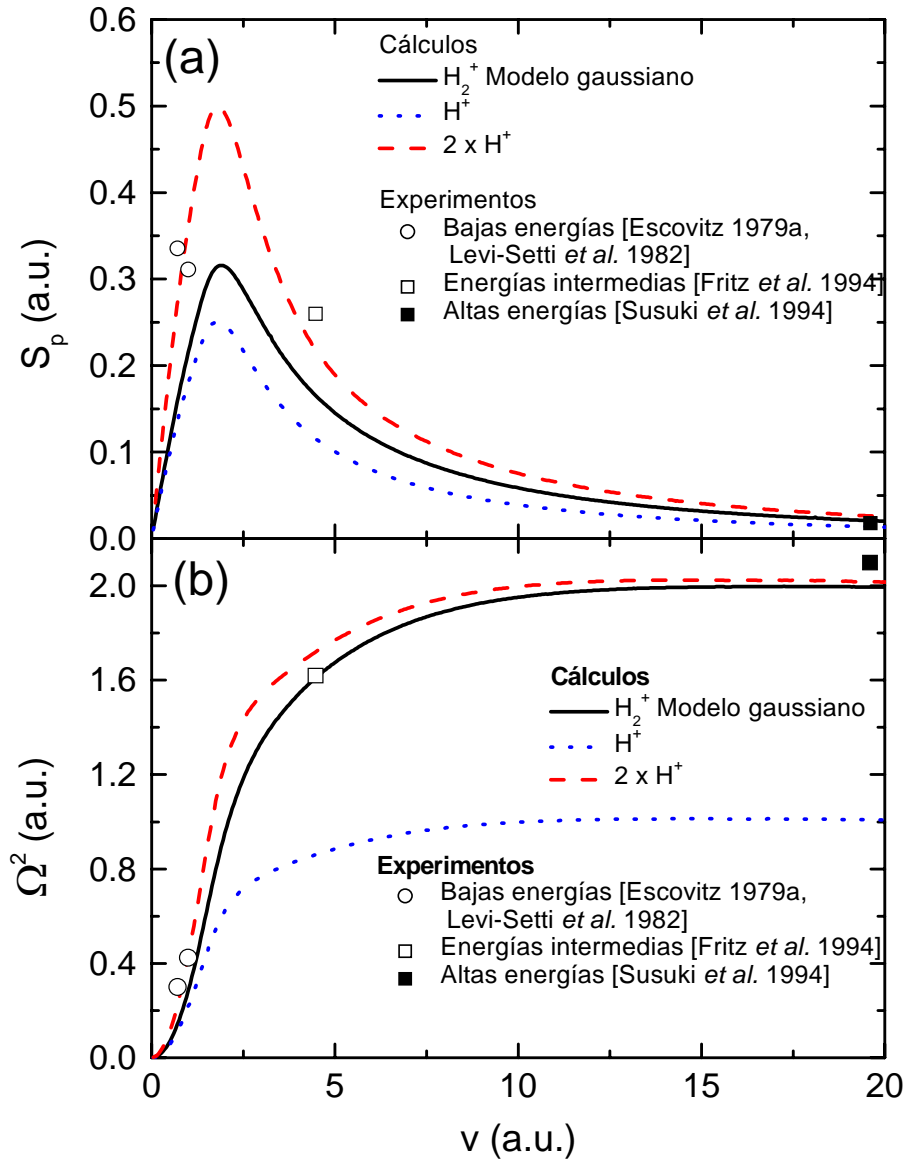 0.6
0.5
0.4
0.3
0.2
0.1
0.0
S_p (a.u.)
(a)
Cálculos
H₂⁺ Modelo gaussiano
H⁺
2 x H⁺
Experimentos
Bajas energías [Escovitz 1979a,
Levi-Setti et al. 1982]
Energías intermedias [Fritz et al. 1994]
Altas energías [Susuki et al. 1994]
2.0
1.6
1.2
0.8
0.4
0.0
Ω² (a.u.)
(b)
Cálculos
H₂⁺ Modelo gaussiano
H⁺
2 x H⁺
Experimentos
Bajas energías [Escovitz 1979a,
Levi-Setti et al. 1982]
Energías intermedias [Fritz et al. 1994]
Altas energías [Susuki et al. 1994]
0 5 10 15 20
v (a.u.)